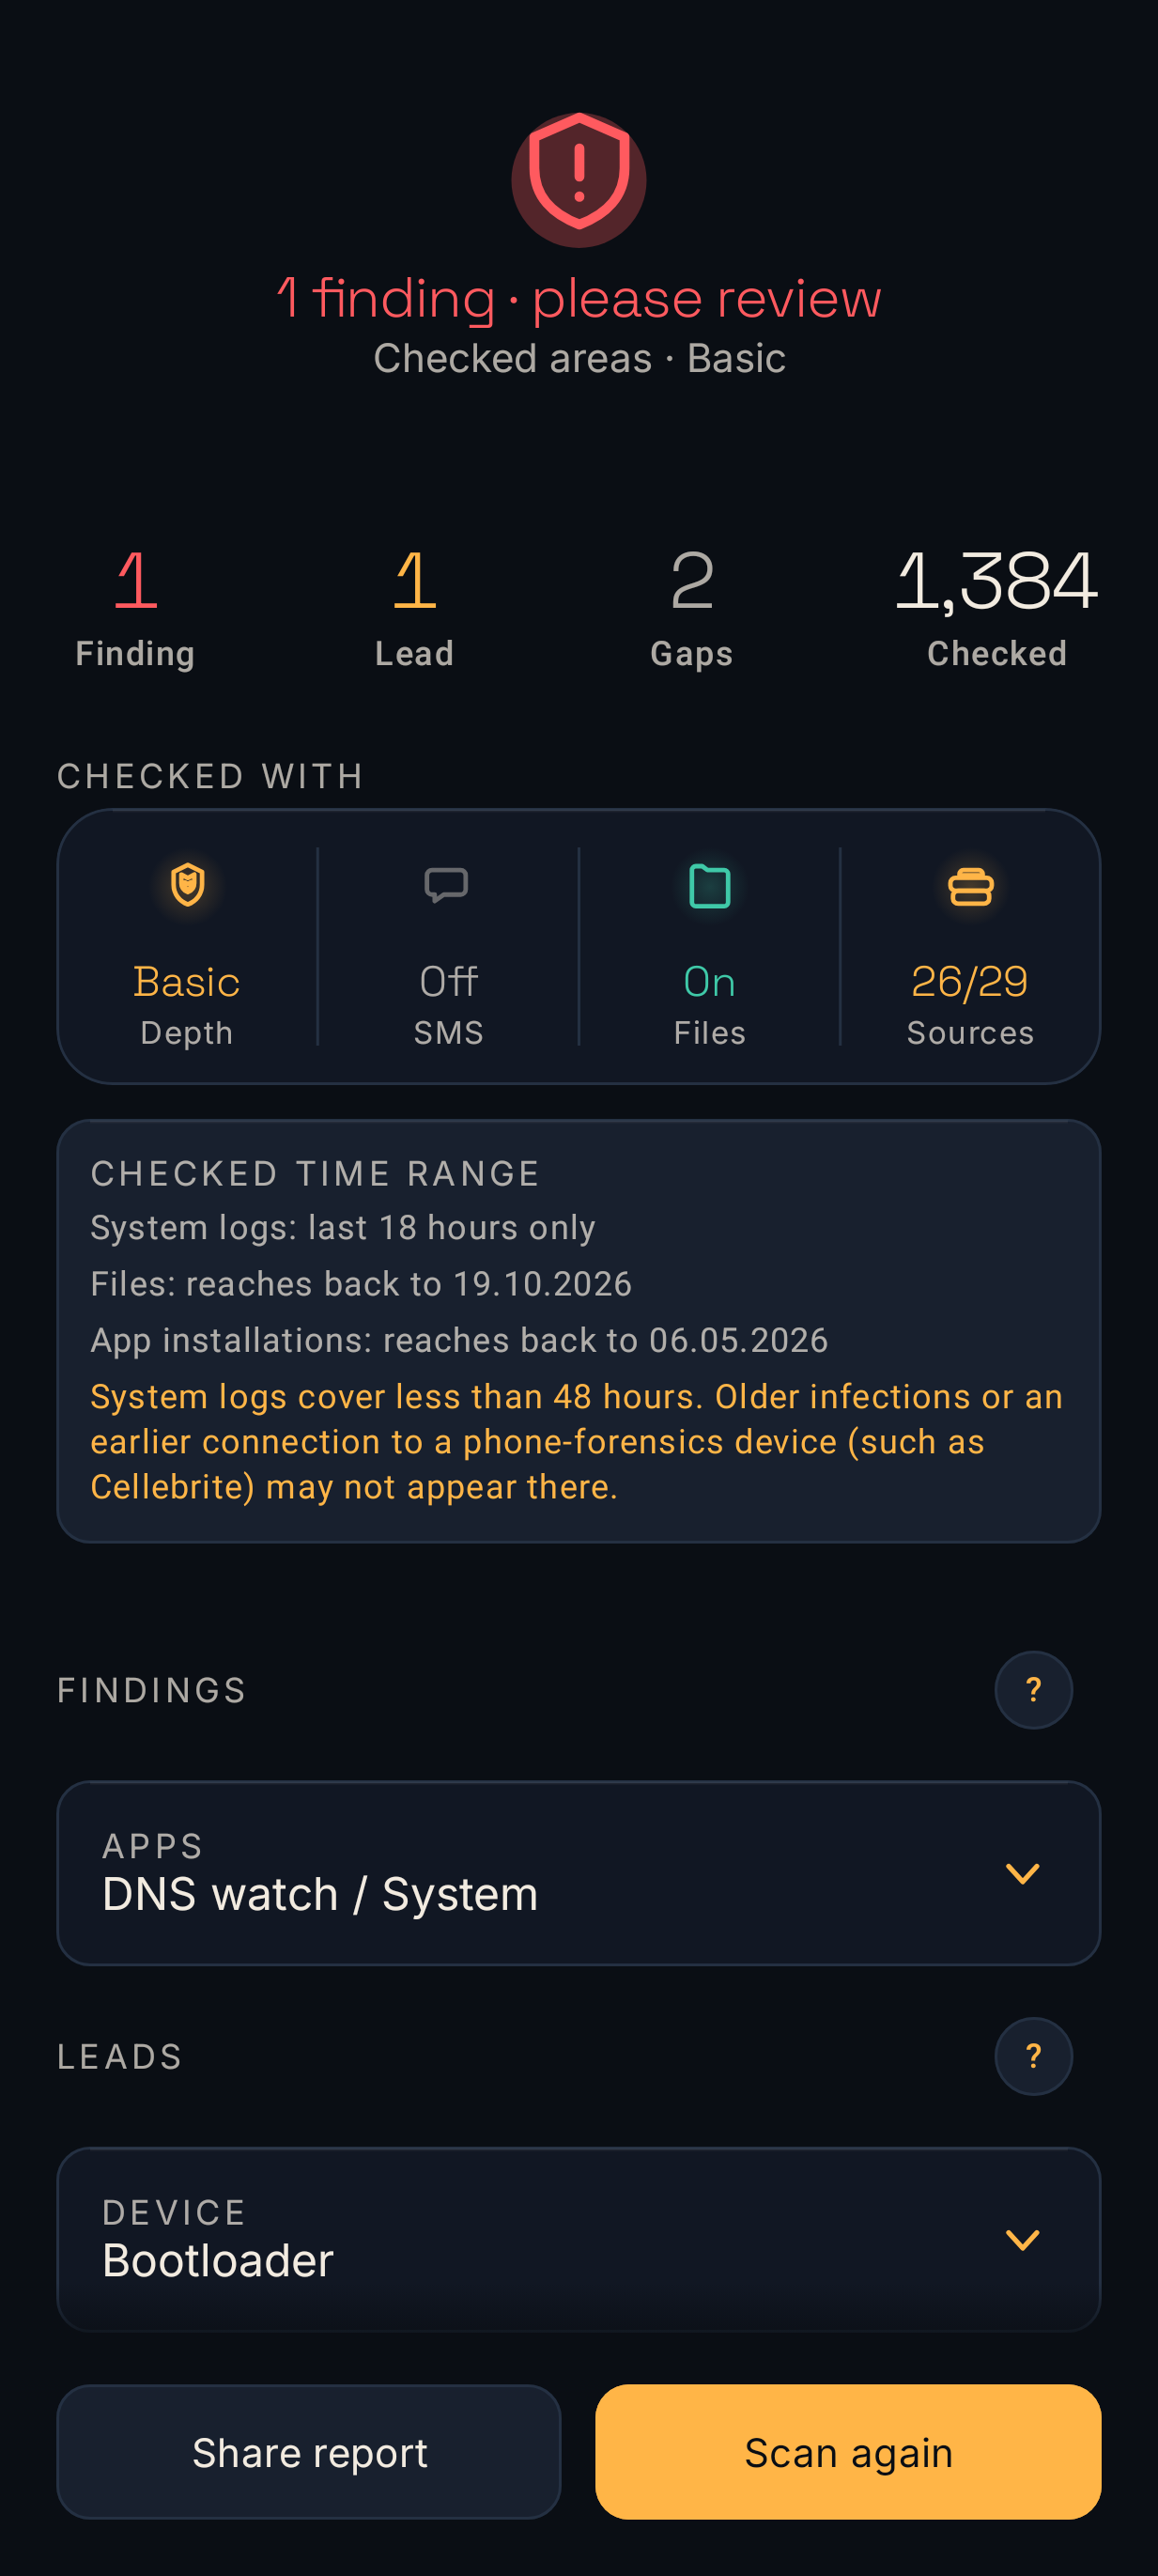 1 finding · please review
Checked areas · Basic
1
Finding
1
Lead
2
Gaps
1,384
Checked
CHECKED WITH
Basic
Depth
Off
SMS
On
Files
26/29
Sources
CHECKED TIME RANGE
System logs: last 18 hours only
Files: reaches back to 19.10.2026
App installations: reaches back to 06.05.2026
System logs cover less than 48 hours. Older infections or an
earlier connection to a phone-forensics device (such as
Cellebrite) may not appear there.
FINDINGS
?
APPS
DNS watch / System
LEADS
?
DEVICE
Bootloader
Share report
Scan again